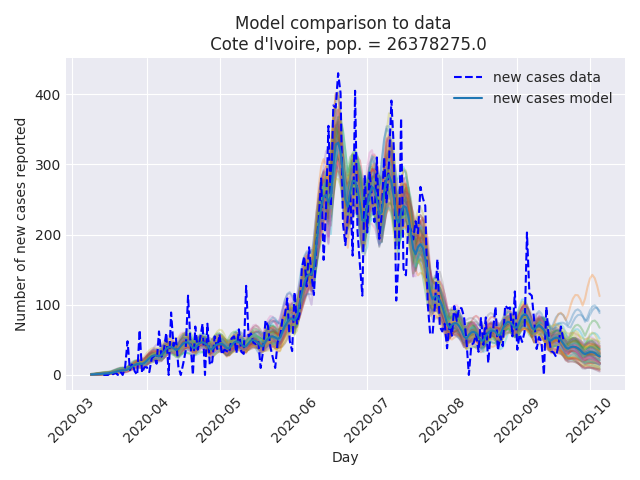 Model comparison to data
Cote d'Ivoire, pop. = 26378275.0
new cases data
new cases model
Number of new cases reported
400
300
200
100
0
2020-03
2020-04
2020-05
2020-06
2020-07
2020-08
2020-09
2020-10
Day